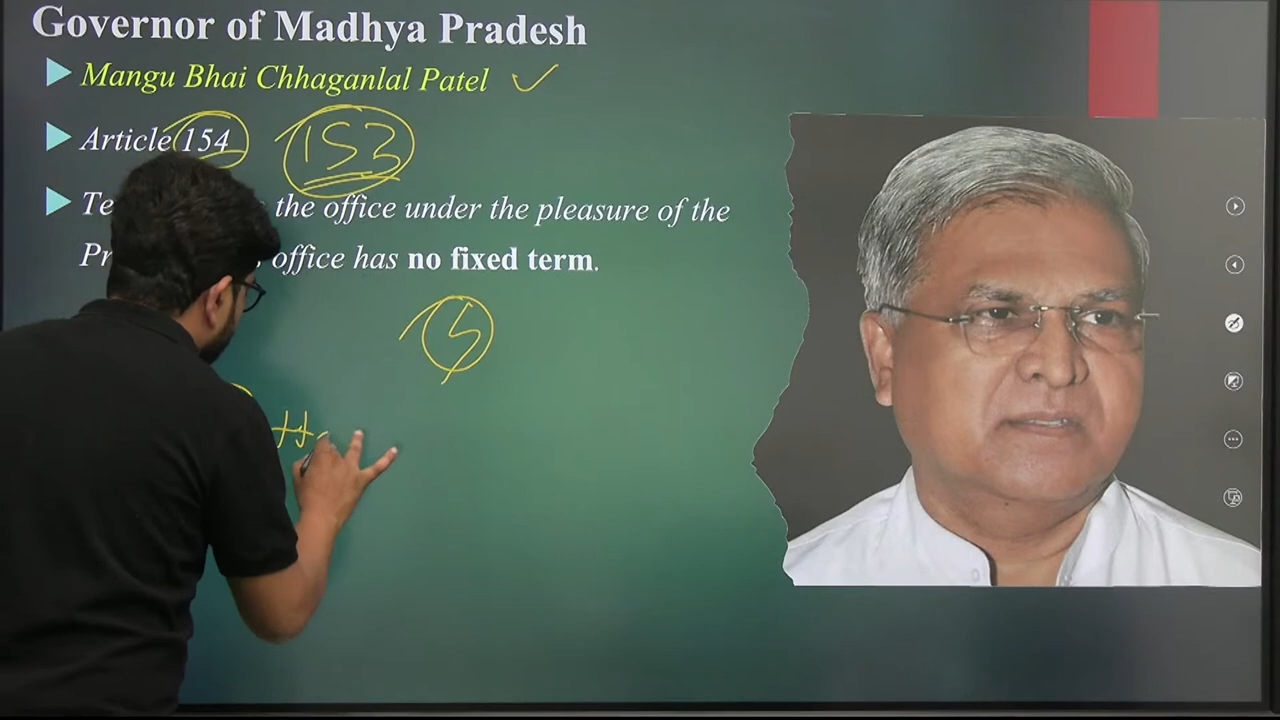 Governor of Madhya Pradesh
Mangu Bhai Chhaganlal Patel
Article 154 153
the office under the pleasure of the
office has no fixed term.
5